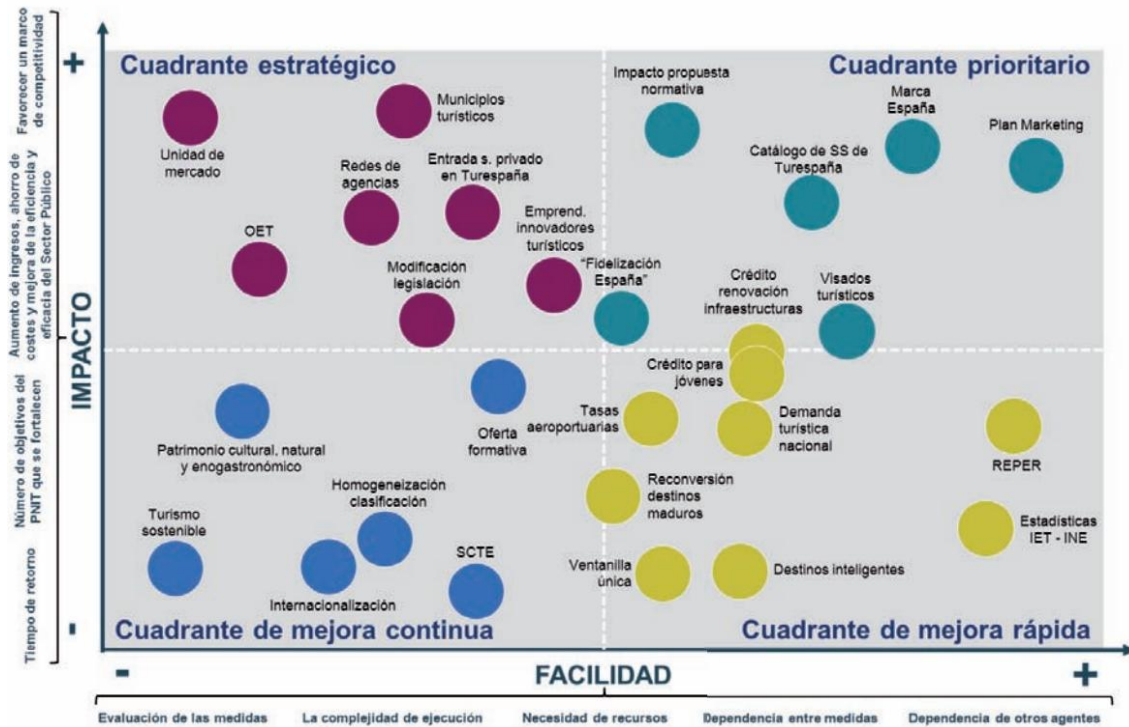 Favorecer un marco
de competitividad
Aumento de ingresos, ahorro de
costes y mejora de la eficiencia y
eficacia del Sector Público
Número de objetivos del
PNIT que se fortalecen
Tiempo de retorno
IMPACTO
+
-
Cuadrante estratégico
Cuadrante prioritario
Unidad de
mercado
Municipios
turísticos
Redes de
agencias
Entrada s. privado
en Turespaña
OET
Modificación
legislación
Emprend.
innovadores
turísticos
Impacto propuesta
normativa
Marca
España
Plan Marketing
Catálogo de SS de
Turespaña
"Fidelización
España"
Crédito
renovación
infraestructuras
Visados
turísticos
Crédito para
jóvenes
Tasas
aeroportuarias
Demanda
turística
nacional
REPER
Reconversión
destinos
maduros
Estadísticas
IET - INE
Ventanilla
única
Destinos inteligentes
Patrimonio cultural. natural
y enogastronómico
Oferta
formativa
Homogeneización
clasificación
Turismo
sostenible
SCTE
Internacionalización
Cuadrante de mejora continua
Cuadrante de mejora rápida
-
FACILIDAD
+
Evaluación de las medidas
La complejidad de ejecución
Necesidad de recursos
Dependencia entre medidas
Dependencia de otros agentes